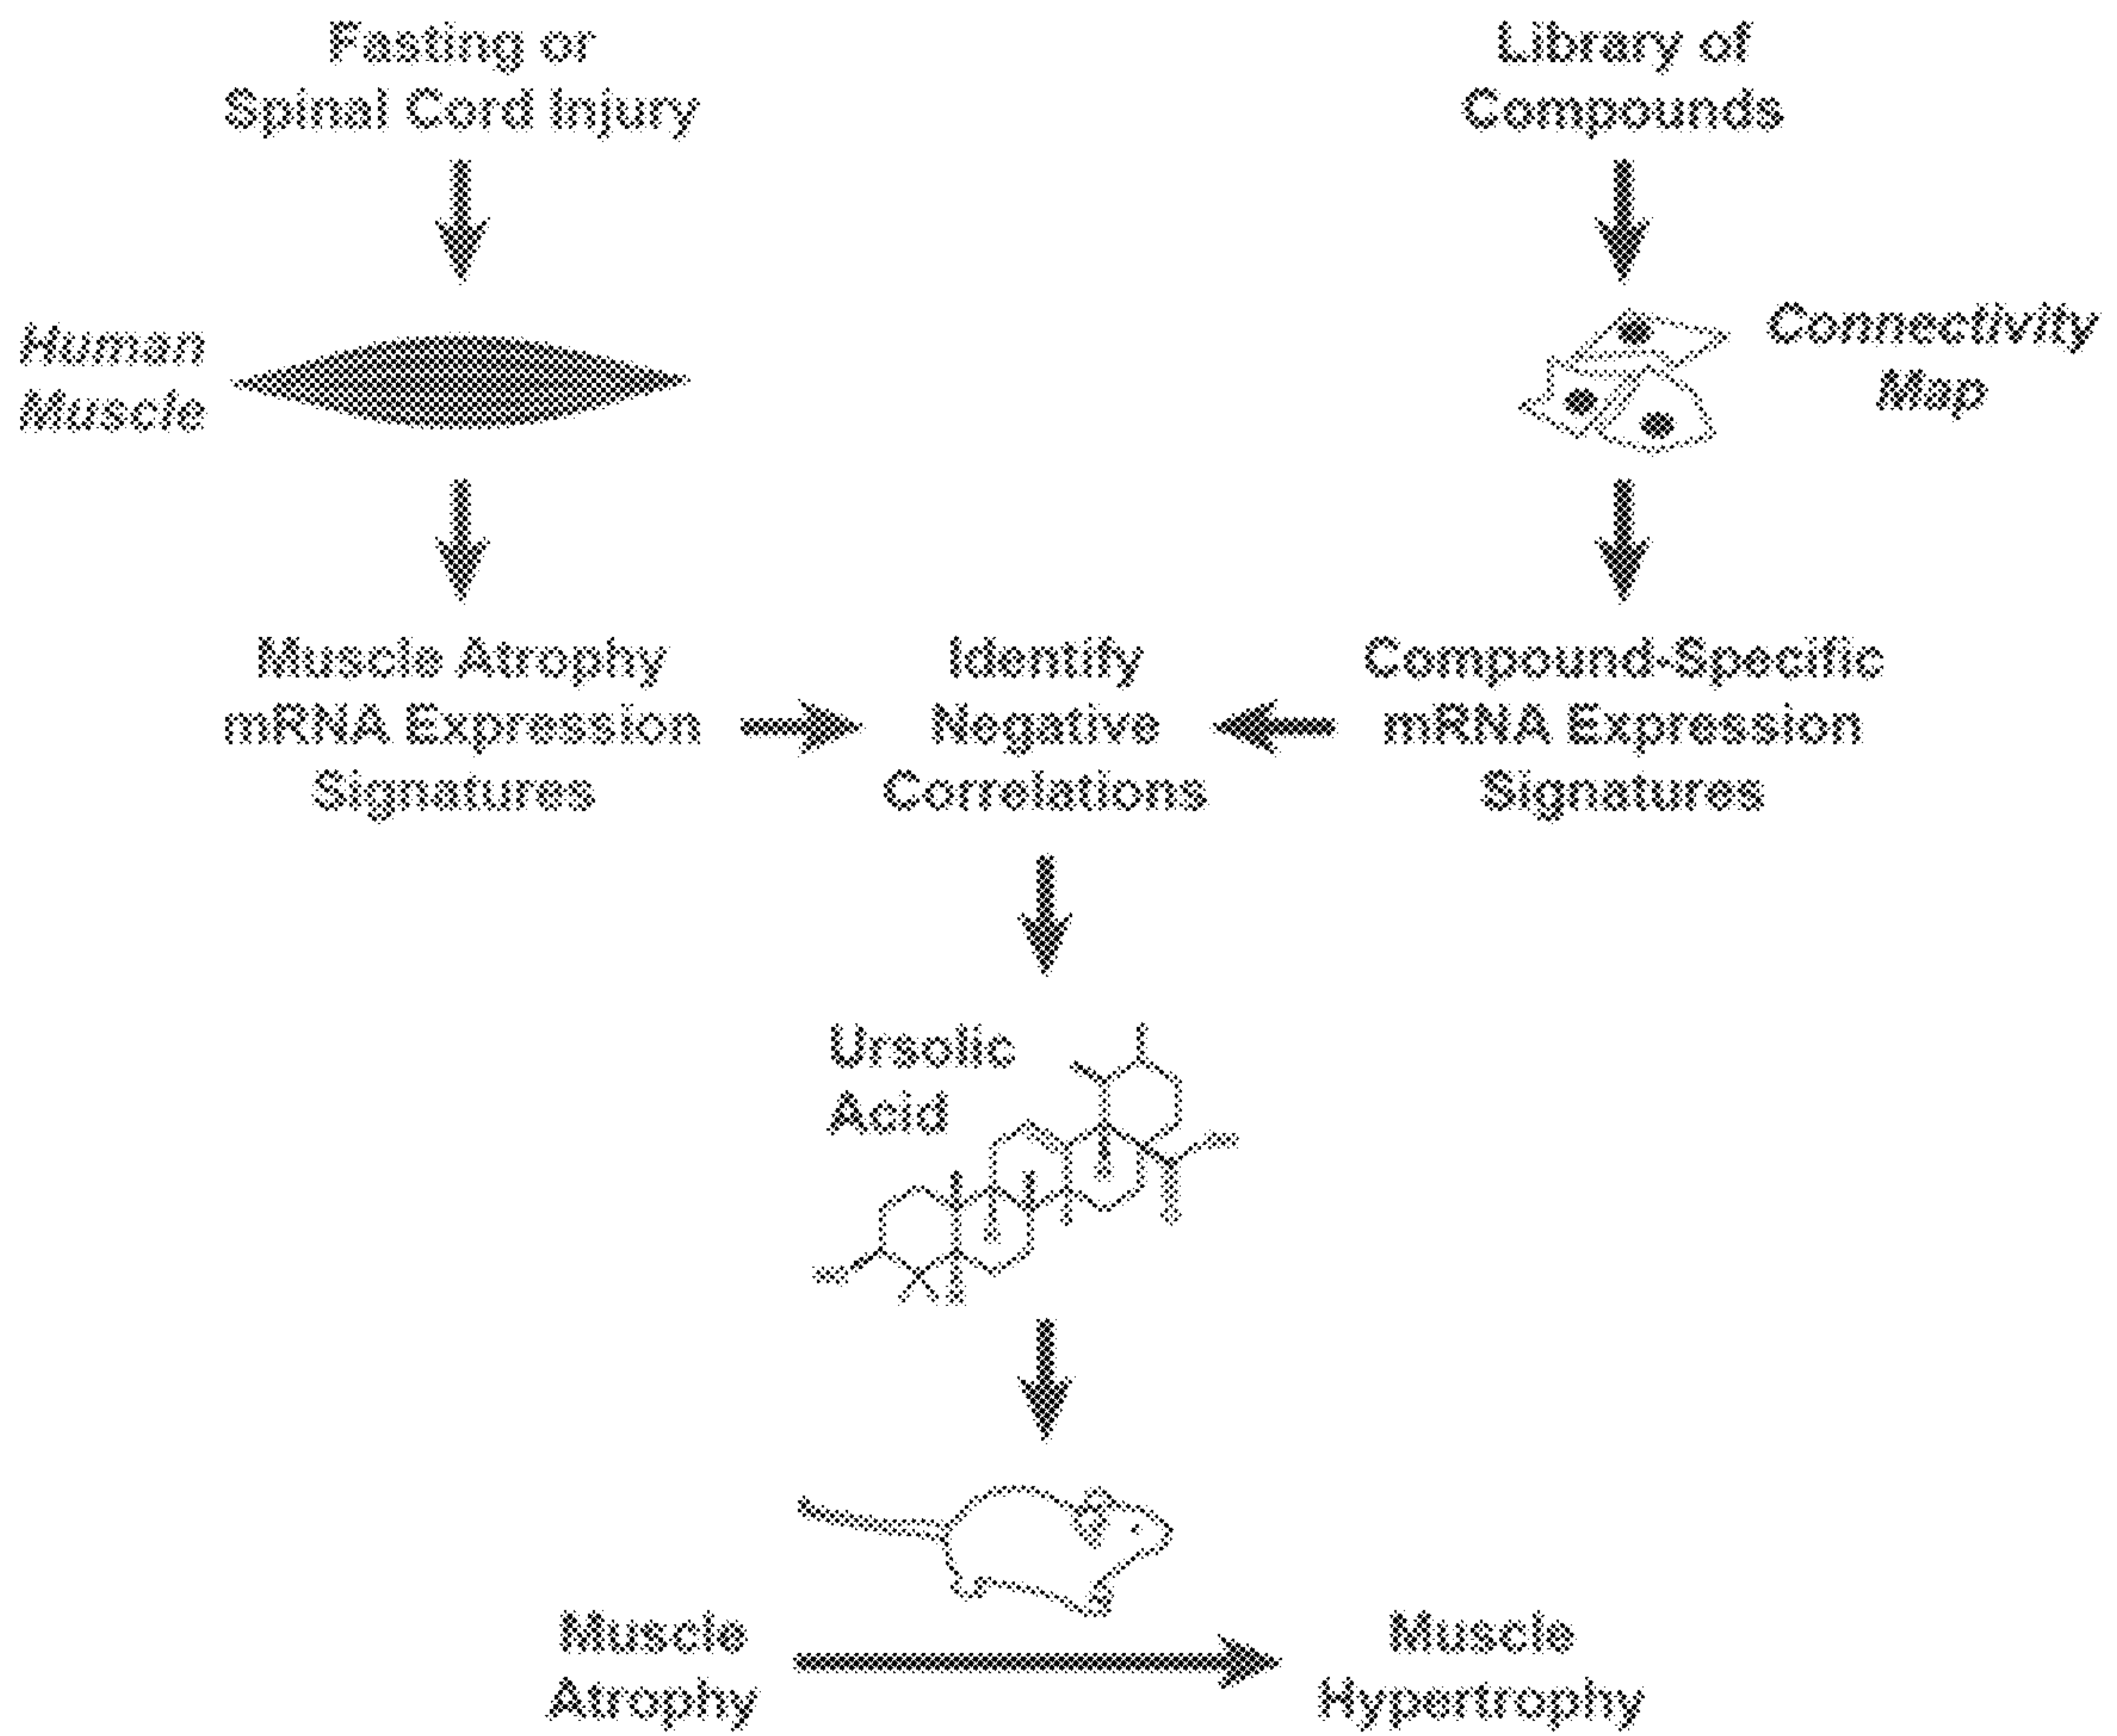 Fasting or
Spinal Cord Injury
Library of
Compounds
Human
Muscle
Connectivity
Map
Muscle Atrophy
mRNA Expression
Signatures
Identify
Negative
Correlations
Compound-Specific
mRNA Expression
Signatures
Ursolic
Acid
Muscle
Atrophy
Muscle
Hypertrophy